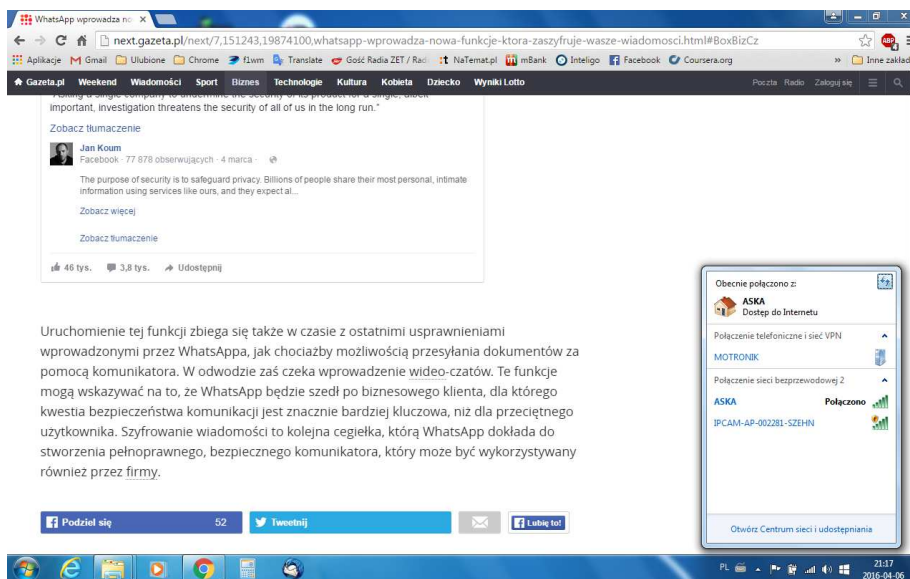 WhatsApp wprowadza no
next.gazeta.pl/next/7,151243,19874100,whatsapp-wprowadza-nowa-funkcje-ktora-zaszyfruje-wasze-wiadomosci.html#BoxBizCz
Aplikacje Gmail Ulubione Chrome f1wm Translate Gość Radia ZET / Rad NaTemat.pl mBank Inteligo Facebook Coursera.org » Inne zakład
Gazeta.pl Weekend Wiadomości Sport Biznes Technologie Kultura Kobieta Dziecko Wyniki Lotto Poczta Radio Zaloguj się
important, investigation threatens the security of all of us in the long run."
Zobacz tłumaczenie
Jan Koum
Facebook · 77 878 obserwujących · 4 marca ·
The purpose of security is to safeguard privacy. Billions of people share their most personal, intimate
information using services like ours, and they expect al...
Zobacz więcej
Zobacz tłumaczenie
46 tys. 3,8 tys. Udostępnij
Uruchomienie tej funkcji zbiega się także w czasie z ostatnimi usprawnieniami
wprowadzonymi przez WhatsAppa, jak chociażby możliwością przesyłania dokumentów za
pomocą komunikatora. W odwodzie zaś czeka wprowadzenie wideo-czatów. Te funkcje
mogą wskazywać na to, że WhatsApp będzie szedł po biznesowego klienta, dla którego
kwestia bezpieczeństwa komunikacji jest znacznie bardziej kluczowa, niż dla przeciętnego
użytkownika. Szyfrowanie wiadomości to kolejna cegiełka, którą WhatsApp dokłada do
stworzenia pełnoprawnego, bezpiecznego komunikatora, który może być wykorzystywany
również przez firmy.
Podziel się 52 Tweetnij Lubię to!
Obecnie połączono z:
ASKA
Dostęp do Internetu
Połączenie telefoniczne i sieć VPN
MOTRONIK
Połączenie sieci bezprzewodowej 2
ASKA Połączono
IPCAM-AP-002281-SZEHN
Otwórz Centrum sieci i udostępniania
PL 21:17
2016-04-06